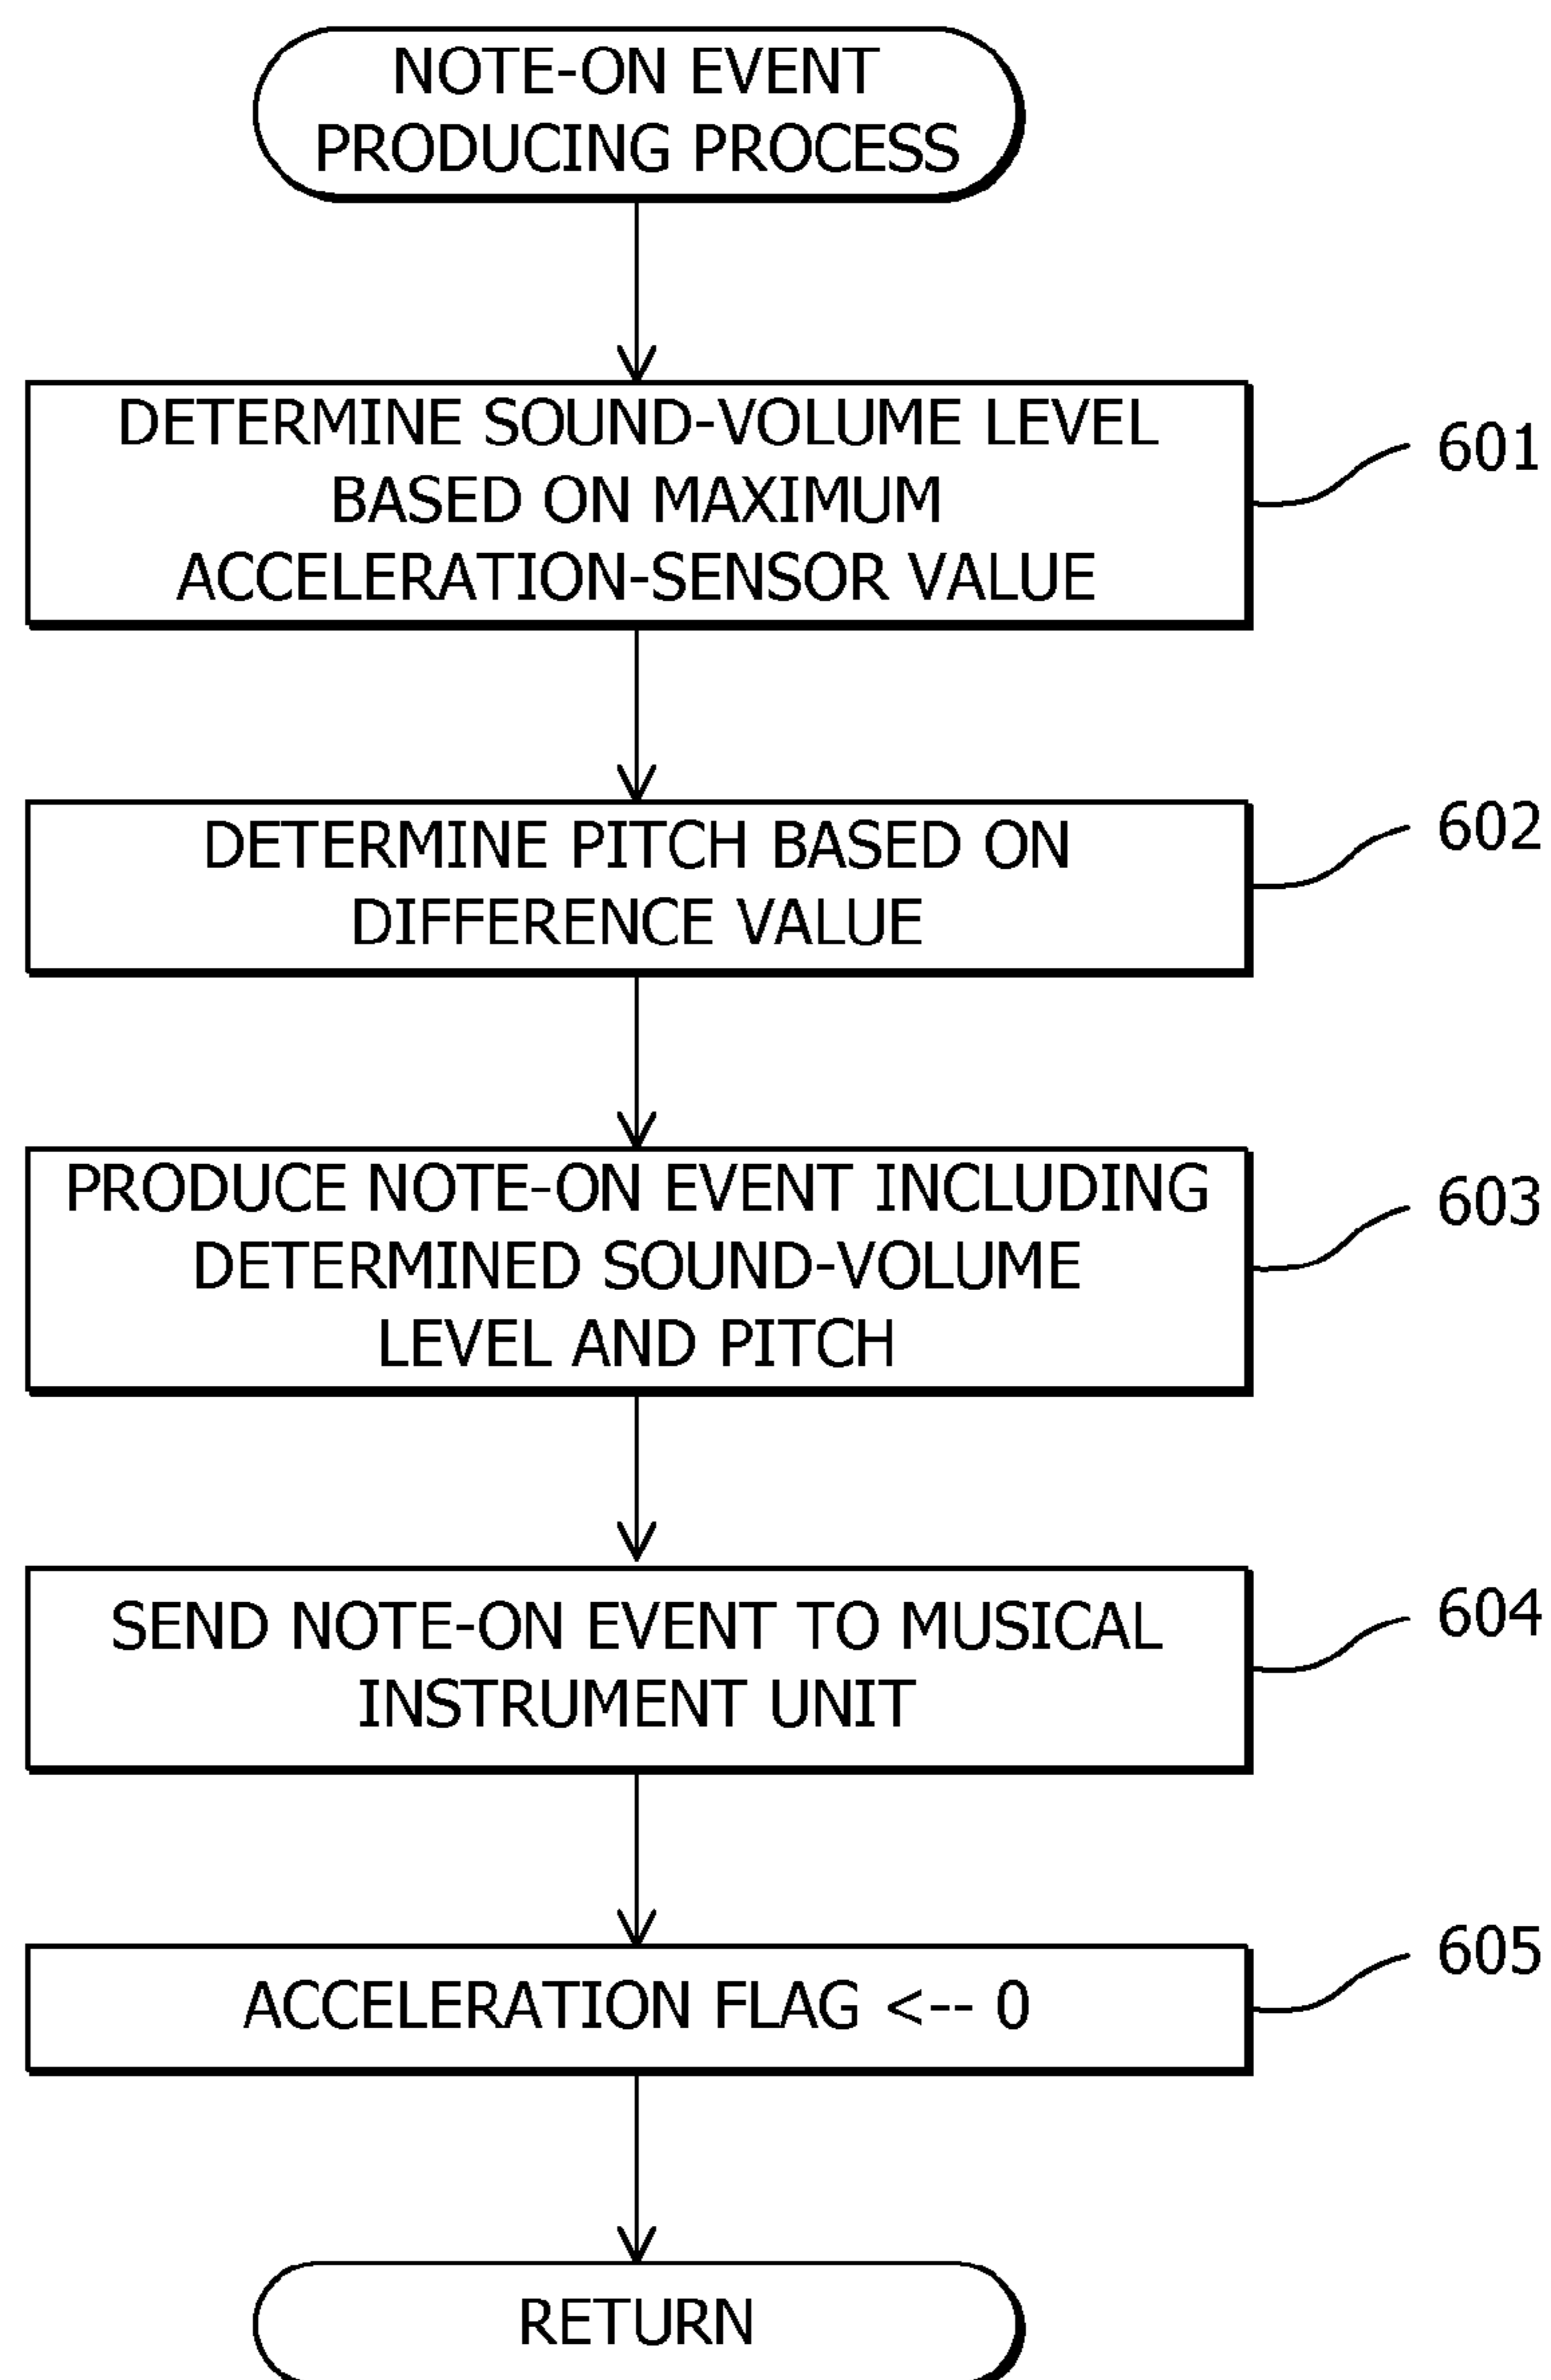 NOTE-ON EVENT
PRODUCING PROCESS
DETERMINE SOUND-VOLUME LEVEL
BASED ON MAXIMUM
ACCELERATION-SENSOR VALUE
601
DETERMINE PITCH BASED ON
DIFFERENCE VALUE
602
PRODUCE NOTE-ON EVENT INCLUDING
DETERMINED SOUND-VOLUME
LEVEL AND PITCH
603
SEND NOTE-ON EVENT TO MUSICAL
INSTRUMENT UNIT
604
ACCELERATION FLAG <-- 0
605
RETURN